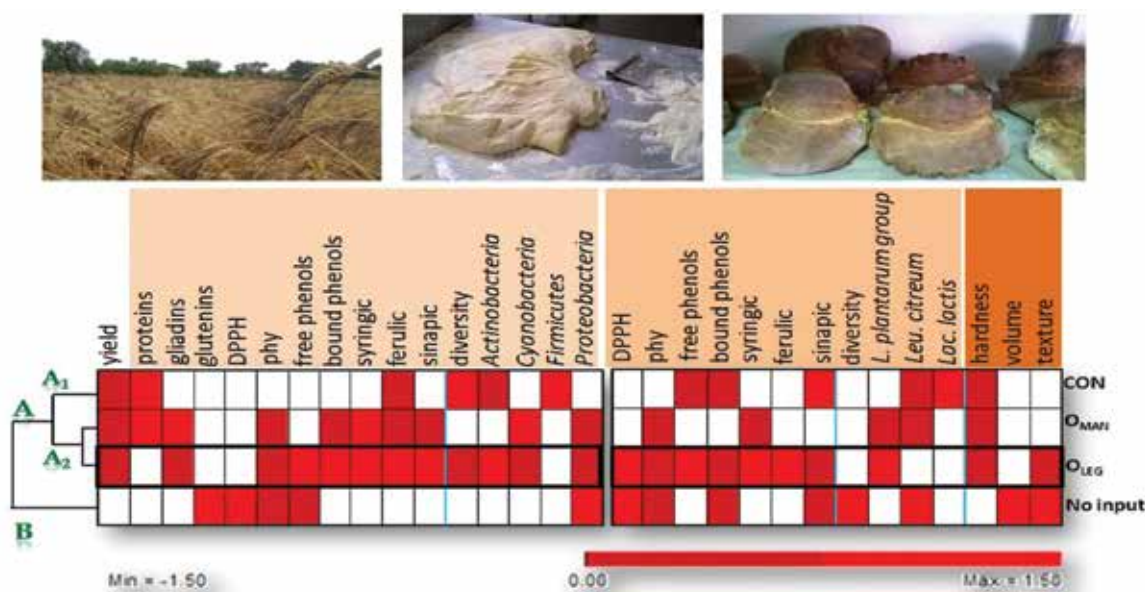 yield
proteins
gliadins
glutenins
DPPH
phy
free phenols
bound phenols
syringic
ferulic
sinapic
diversity
Actinobacteria
Cyonobacteria
Firmicutes
Proteobacteria
DPPH
phy
free phenols
bound phenols
syringic
ferulic
sinapic
diversity
L. plantarum group
Leu. citreum
Lac. lactis
hardness
volume
texture
A1
A
A2
B
CON
OMAN
OLEG
No input
Min = -1.50
0.00
Max = 1.50